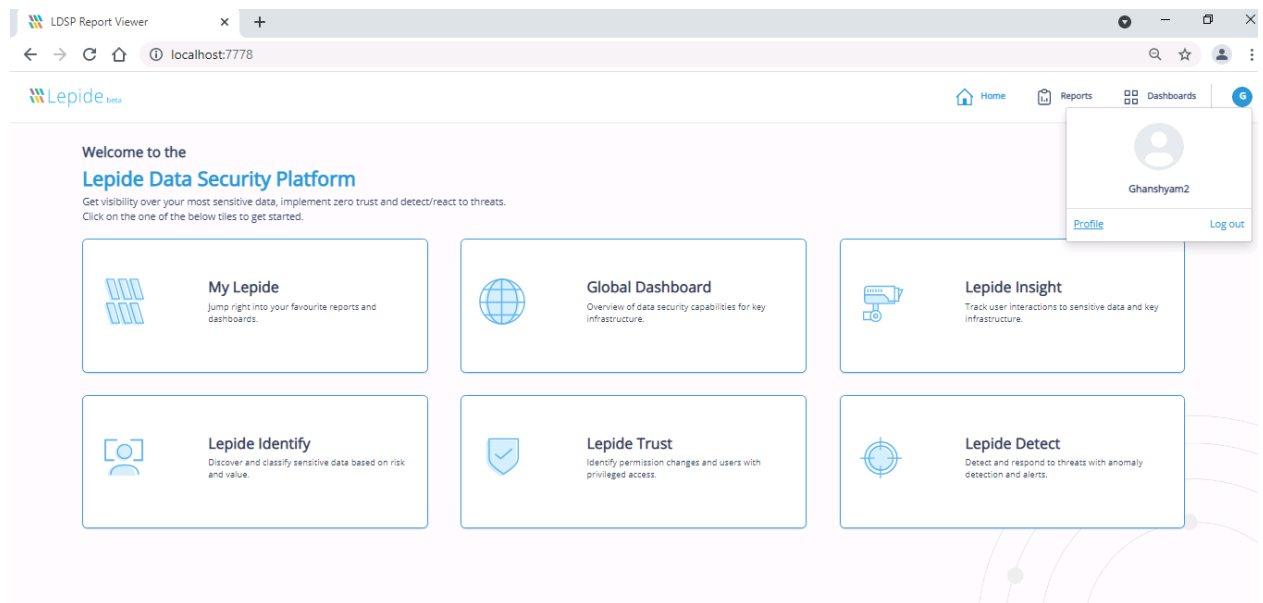 LDSP Report Viewer
localhost:7778
Lepide beta
Home
Reports
Dashboards
G
Ghanshyam2
Profile
Log out
Welcome to the
Lepide Data Security Platform
Get visibility over your most sensitive data, implement zero trust and detect/react to threats.
Click on the one of the below tiles to get started.
My Lepide
Jump right into your favourite reports and
dashboards.
Global Dashboard
Overview of data security capabilities for key
infrastructure.
Lepide Insight
Track user interactions to sensitive data and key
infrastructure.
Lepide Identify
Discover and classify sensitive data based on risk
and value.
Lepide Trust
Identify permission changes and users with
privileged access.
Lepide Detect
Detect and respond to threats with anomaly
detection and alerts.